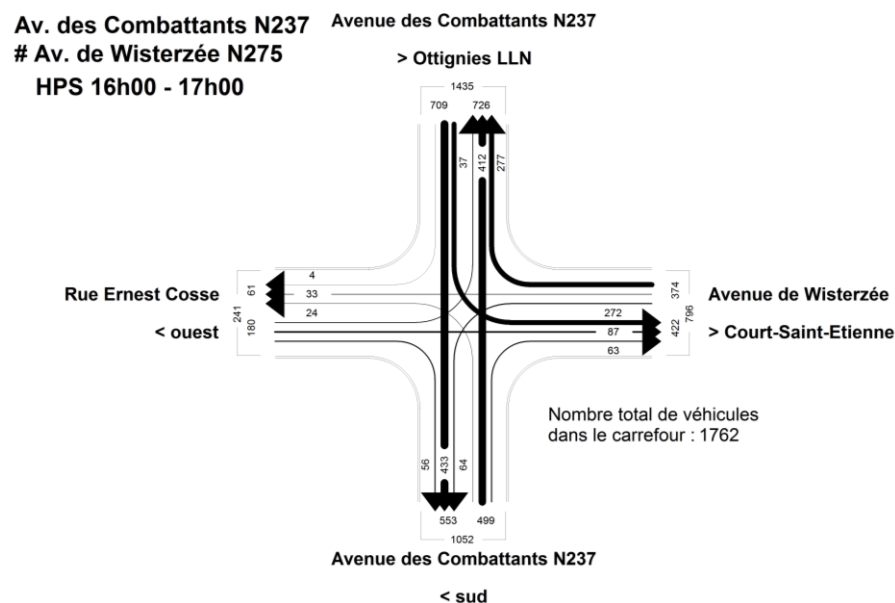 Av. des Combattants N237
# Av. de Wisterzée N275
HPS 16h00 - 17h00
Avenue des Combattants N237
> Ottignies LLN
1435
709 726
37
412
277
4
33
24
61
241
180
Rue Ernest Cosse
< ouest
272
87
63
374
422
796
Avenue de Wisterzée
> Court-Saint-Etienne
Nombre total de véhicules
dans le carrefour : 1762
56
433
64
553 499
1052
Avenue des Combattants N237
< sud